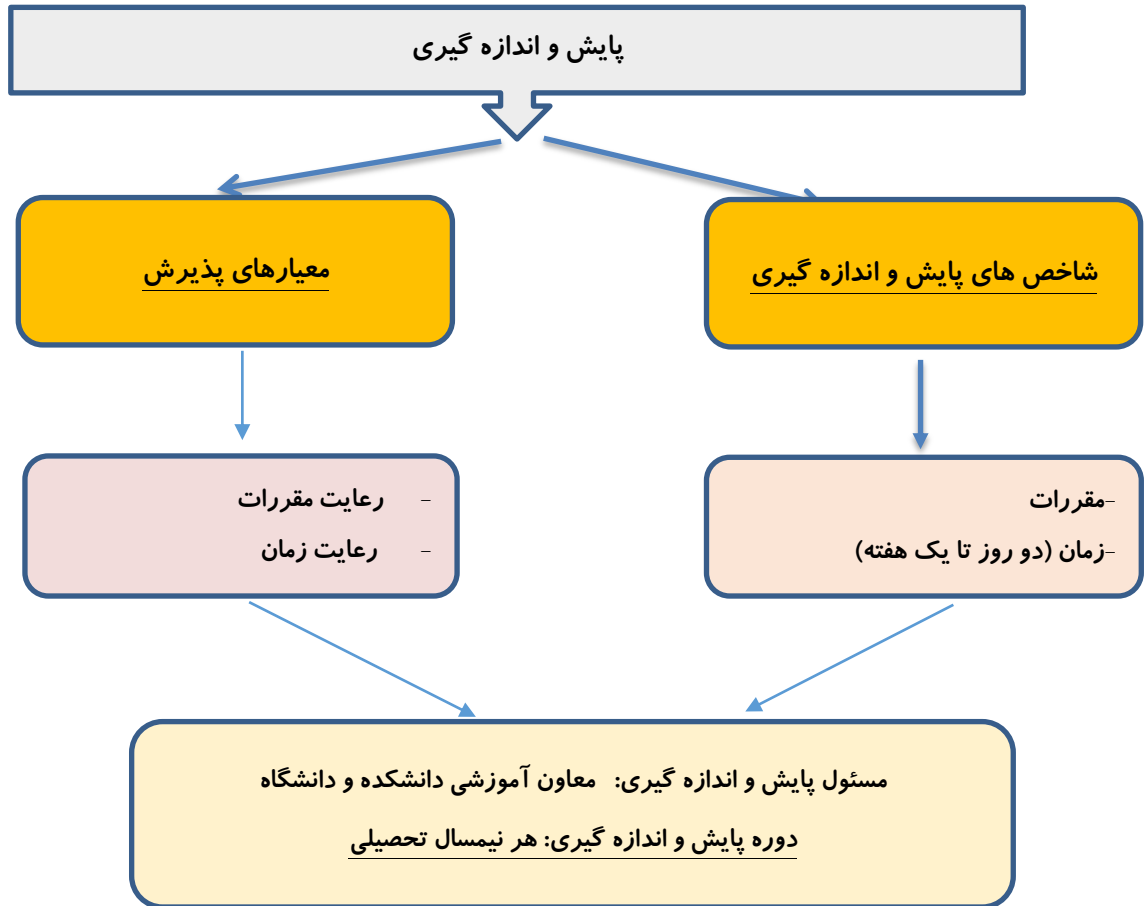 پایش و اندازه گیری
شاخص های پایش و اندازه گیری
معیارهای پذیرش
-مقررات
-زمان (دو روز تا یک هفته)
- رعایت مقررات
- رعایت زمان
مسئول پایش و اندازه گیری: معاون آموزشی دانشکده و دانشگاه
دوره پایش و اندازه گیری: هر نیمسال تحصیلی